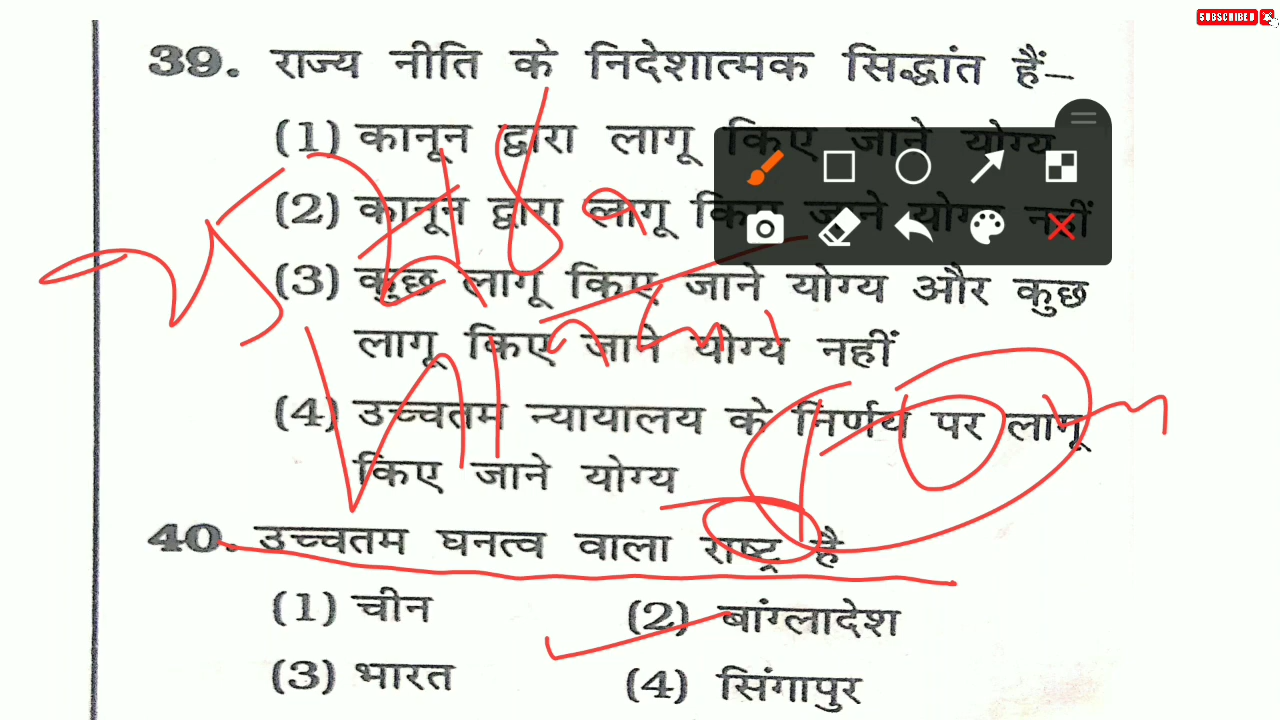 SUBSCRIBED
39. राज्य नीति के निदेशात्मक सिद्धांत हैं–
(1) कानून द्वारा लागू किए जाने योग्य
(2) कानून द्वारा लागू किए जाने योग्य नहीं
(3) कुछ लागू किए जाने योग्य और कुछ
लागू किए जाने योग्य नहीं
(4) उच्चतम न्यायालय के निर्णय पर लागू
किए जाने योग्य
40. उच्चतम घनत्व वाला राष्ट्र है
(1) चीन (2) बांग्लादेश
(3) भारत (4) सिंगापुर